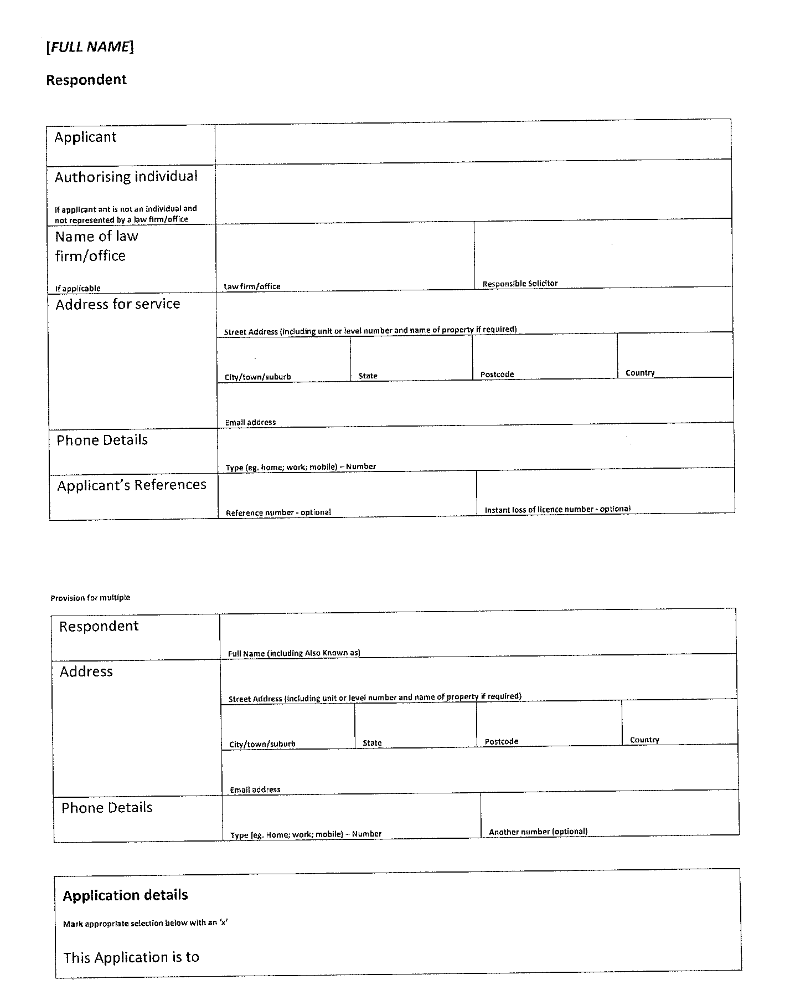 [FULL NAME]
Respondent
Applicant
Authorising individual
If applicant ant is not an individual and
not represented by a law firm/office
Name of law
firm/office
If applicable
Law firm/office
Responsible Solicitor
Address for service
Street Address (including unit or level number and name of property if required)
City/town/suburb
State
Postcode
Country
Email address
Phone Details
Type (eg. home; work; mobile) – Number
Applicant's References
Reference number - optional
Instant loss of licence number - optional
Provision for multiple
Respondent
Full Name (including Also Known as)
Address
Street Address (including unit or level number and name of property if required)
City/town/suburb
State
Postcode
Country
Email address
Phone Details
Type (eg. Home; work; mobile) – Number
Another number (optional)
Application details
Mark appropriate selection below with an 'x'
This Application is to